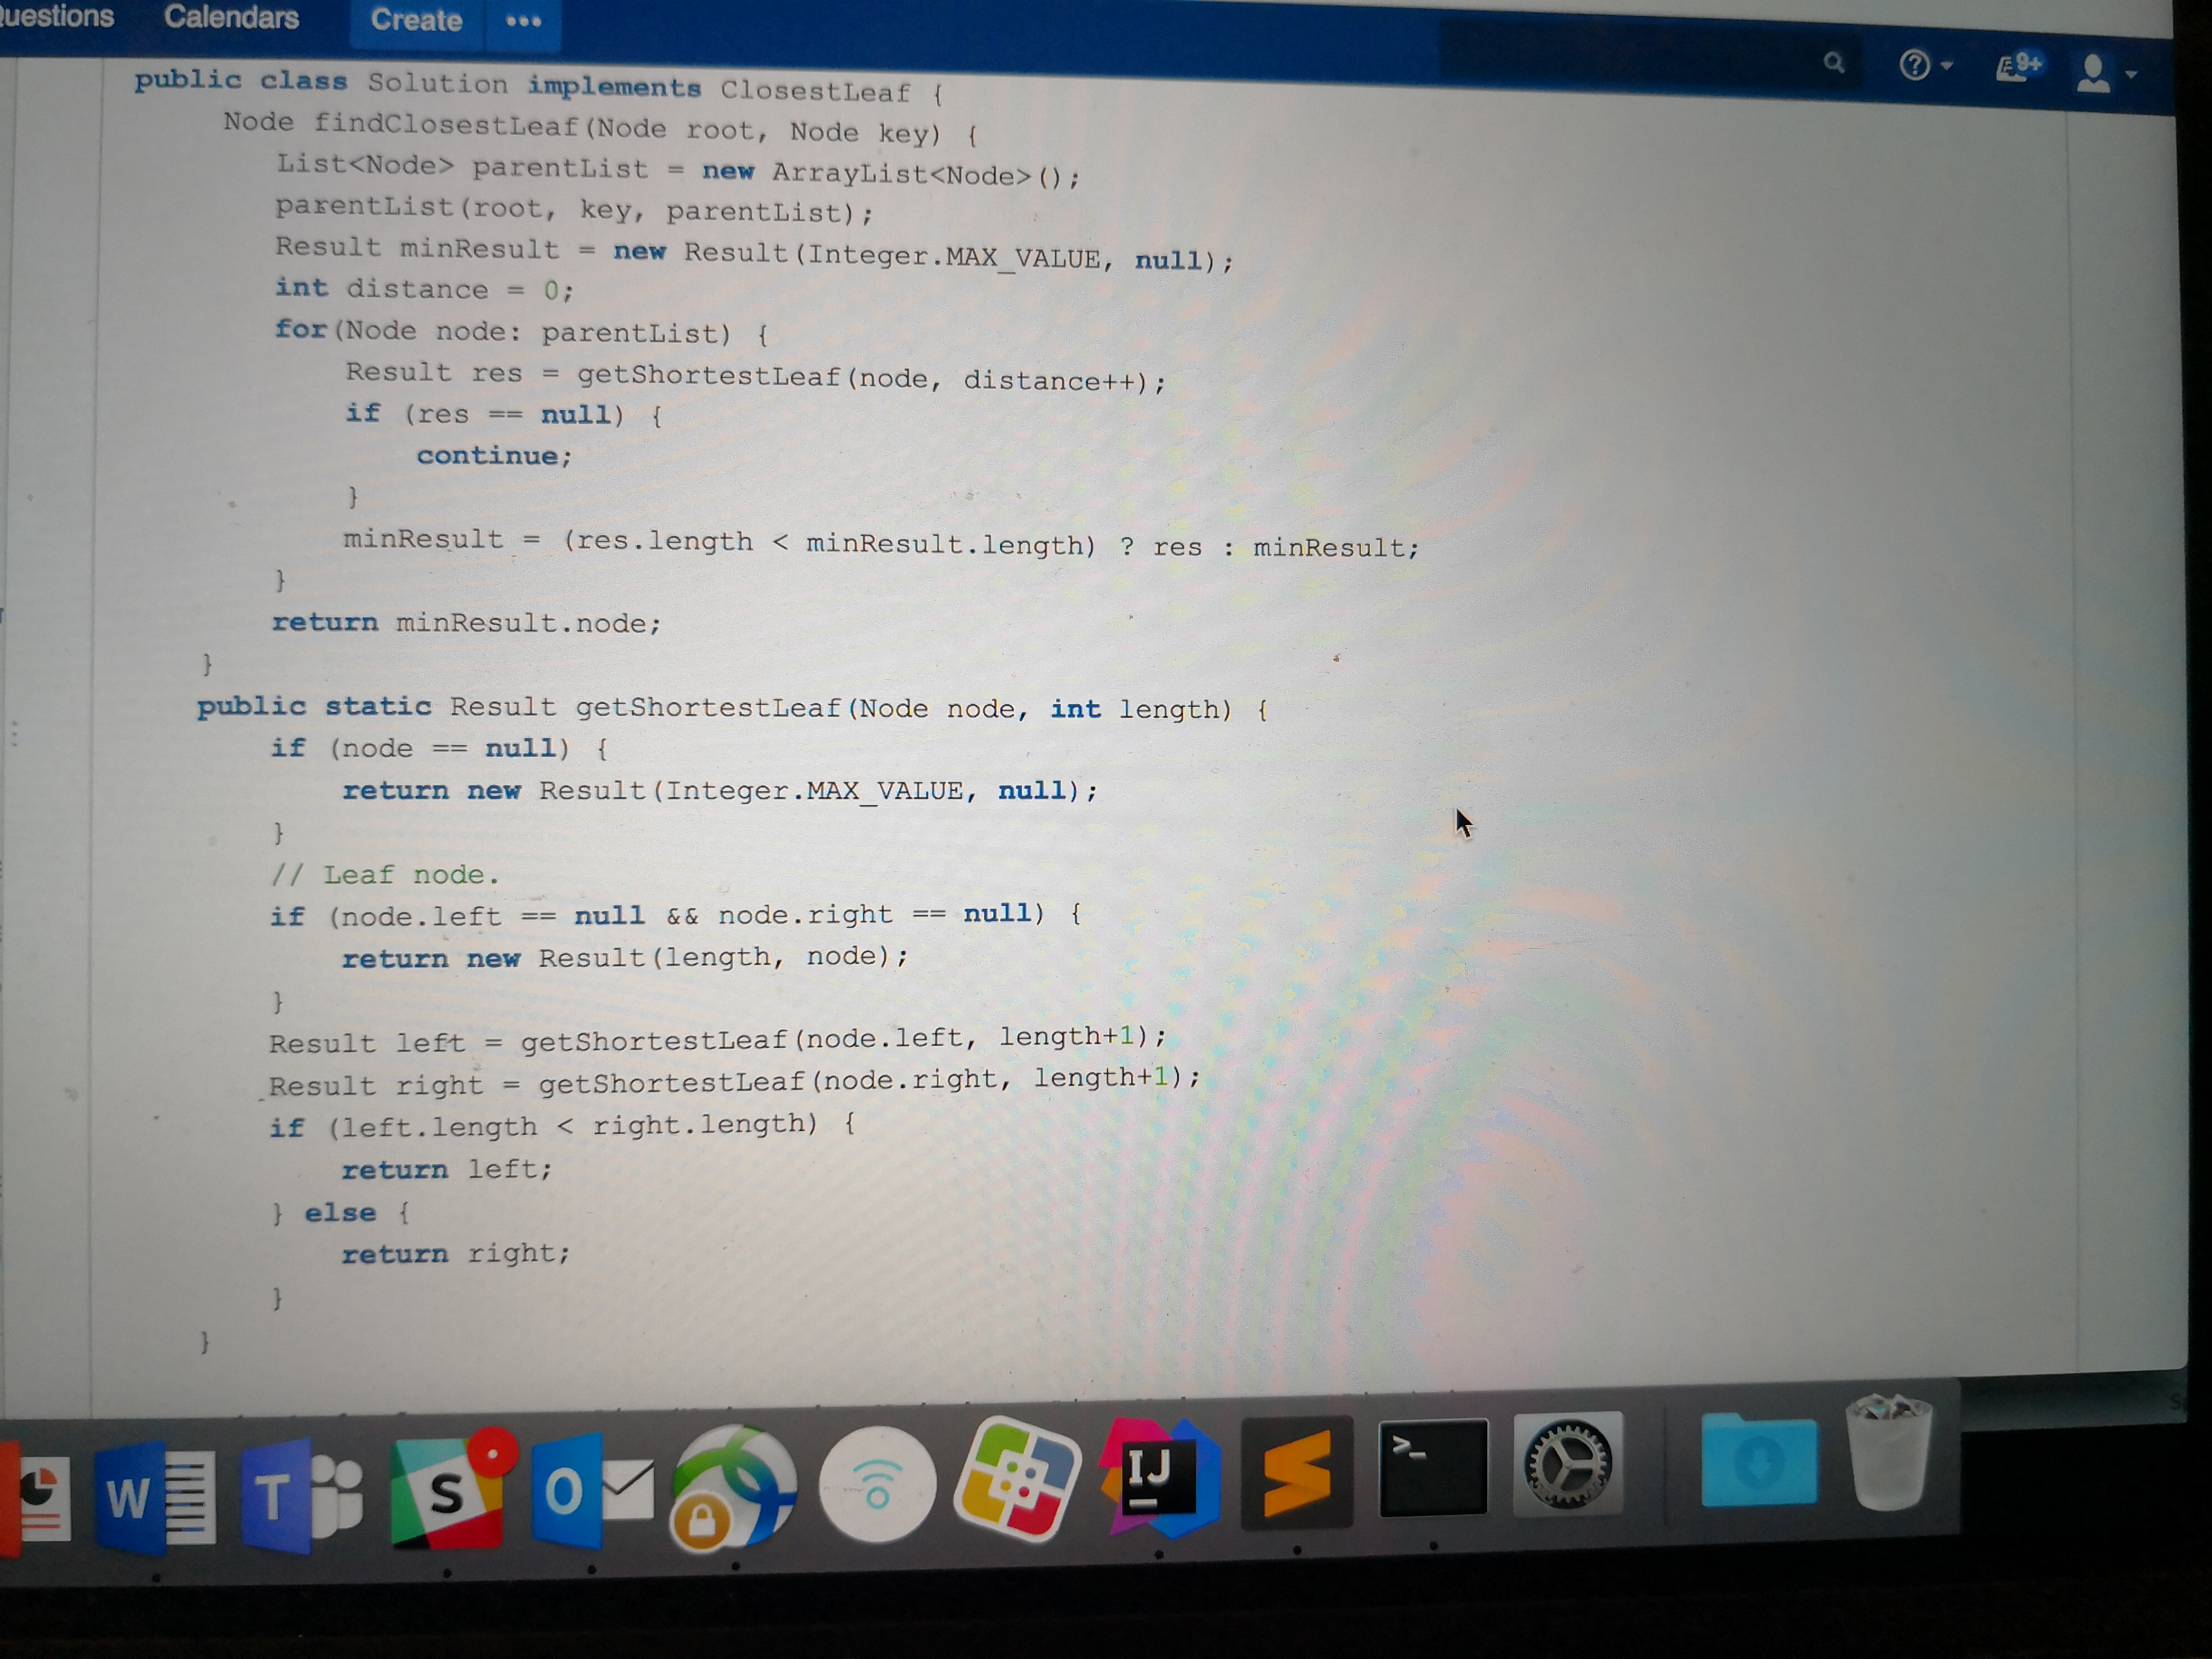 Calendars Create •••
9+
public class Solution implements ClosestLeaf {
Node findClosestLeaf(Node root, Node key) {
List<Node> parentList = new ArrayList<Node>();
parentList(root, key, parentList);
Result minResult = new Result(Integer.MAX_VALUE, null);
int distance = 0;
for(Node node: parentList) {
Result res = getShortestLeaf(node, distance++);
if (res == null) {
continue;
}
minResult = (res.length < minResult.length) ? res : minResult;
}
return minResult.node;
}
public static Result getShortestLeaf(Node node, int length) {
if (node == null) {
return new Result(Integer.MAX_VALUE, null);
}
// Leaf node.
if (node.left == null && node.right == null) {
return new Result(length, node);
}
Result left = getShortestLeaf(node.left, length+1);
Result right = getShortestLeaf(node.right, length+1);
if (left.length < right.length) {
return left;
} else {
return right;
}
}
W T S O IJ >_